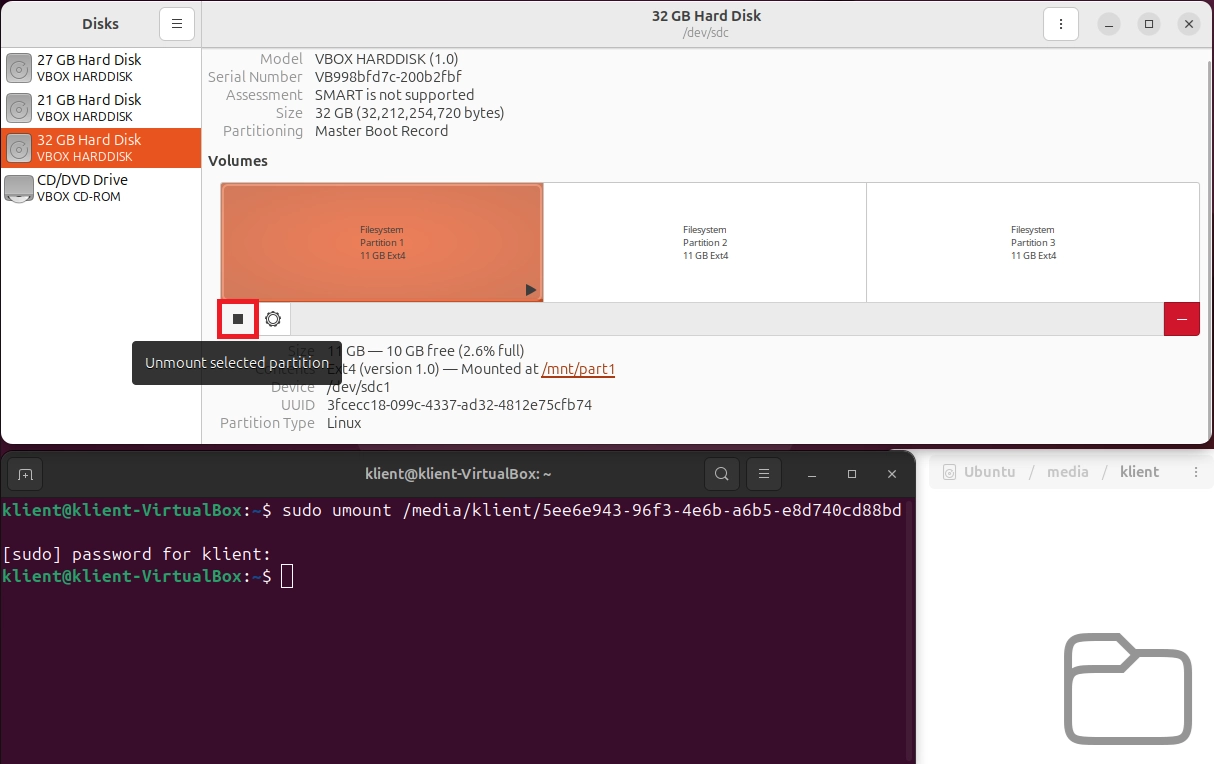 Disks
32 GB Hard Disk
/dev/sdc
27 GB Hard Disk
VBOX HARDDISK
21 GB Hard Disk
VBOX HARDDISK
32 GB Hard Disk
VBOX HARDDISK
CD/DVD Drive
VBOX CD-ROM
Model VBOX HARDDISK (1.0)
Serial Number VB998bfd7c-200b2fbf
Assessment SMART is not supported
Size 32 GB (32,212,254,720 bytes)
Partitioning Master Boot Record
Volumes
Filesystem
Partition 1
11 GB Ext4
Filesystem
Partition 2
11 GB Ext4
Filesystem
Partition 3
11 GB Ext4
Unmount selected partition
Size 11 GB — 10 GB free (2.6% full)
Contents Ext4 (version 1.0) — Mounted at /mnt/part1
Device /dev/sdc1
UUID 3fcecc18-099c-4337-ad32-4812e75cfb74
Partition Type Linux
klient@klient-VirtualBox: ~
klient@klient-VirtualBox:~$ sudo umount /media/klient/5ee6e943-96f3-4e6b-a6b5-e8d740cd88bd
[sudo] password for klient:
klient@klient-VirtualBox:~$
Ubuntu / media / klient